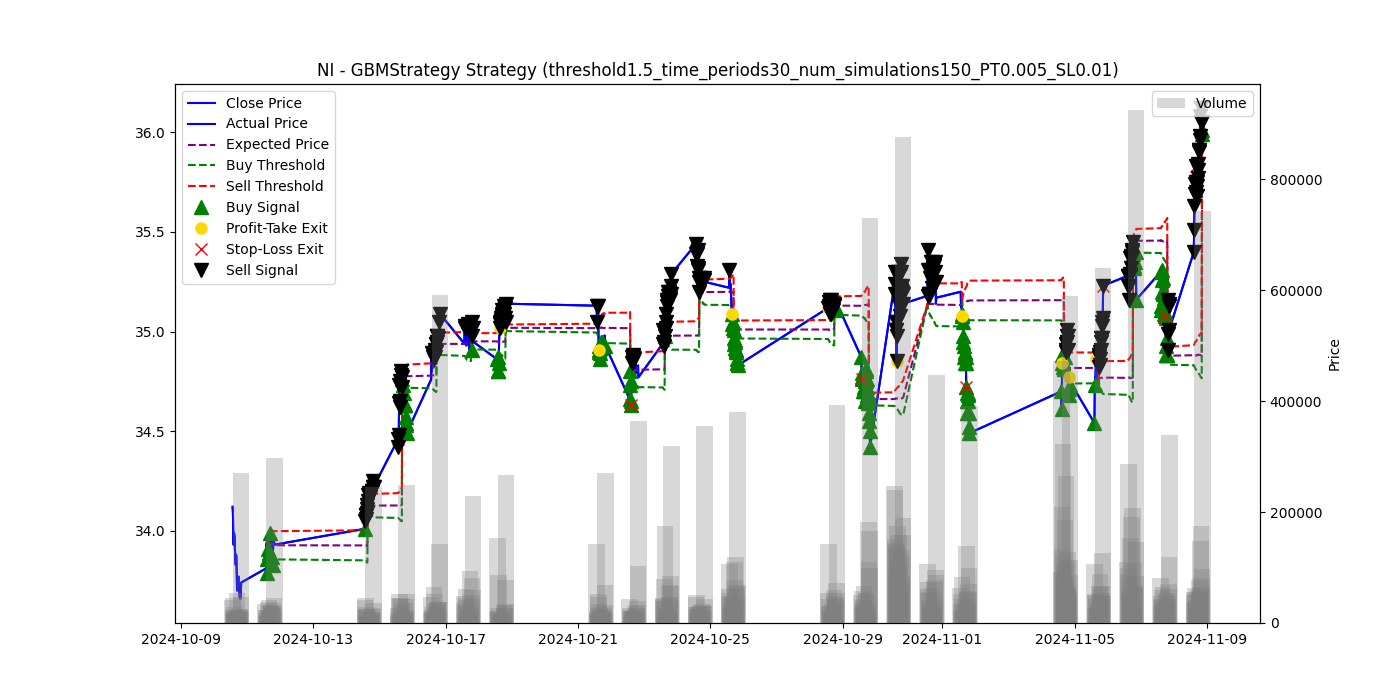 NI - GBMStrategy Strategy (threshold1.5_time_periods30_num_simulations150_PT0.005_SL0.01)
Close Price
Actual Price
Expected Price
Buy Threshold
Sell Threshold
Buy Signal
Profit-Take Exit
Stop-Loss Exit
Sell Signal
Volume
36.0
35.5
35.0
34.5
34.0
800000
600000
400000
200000
0
Price
2024-10-09
2024-10-13
2024-10-17
2024-10-21
2024-10-25
2024-10-29
2024-11-01
2024-11-05
2024-11-09